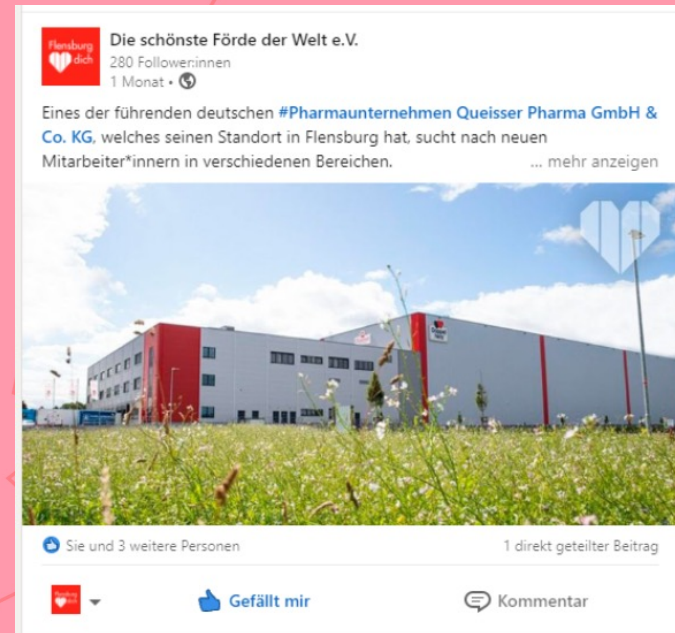 Flensburg
dich
Die schönste Förde der Welt e.V.
280 Follower:innen
1 Monat •
Eines der führenden deutschen #Pharmaunternehmen Queisser Pharma GmbH &
Co. KG, welches seinen Standort in Flensburg hat, sucht nach neuen
Mitarbeiter*innern in verschiedenen Bereichen. ... mehr anzeigen
Sie und 3 weitere Personen
1 direkt geteilter Beitrag
Gefällt mir
Kommentar